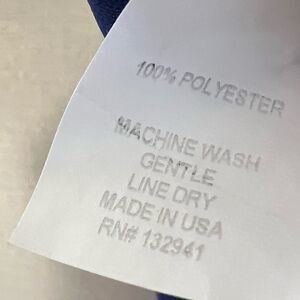 100% POLYESTER
MACHINE WASH
GENTLE
LINE DRY
MADE IN USA
RN# 132941